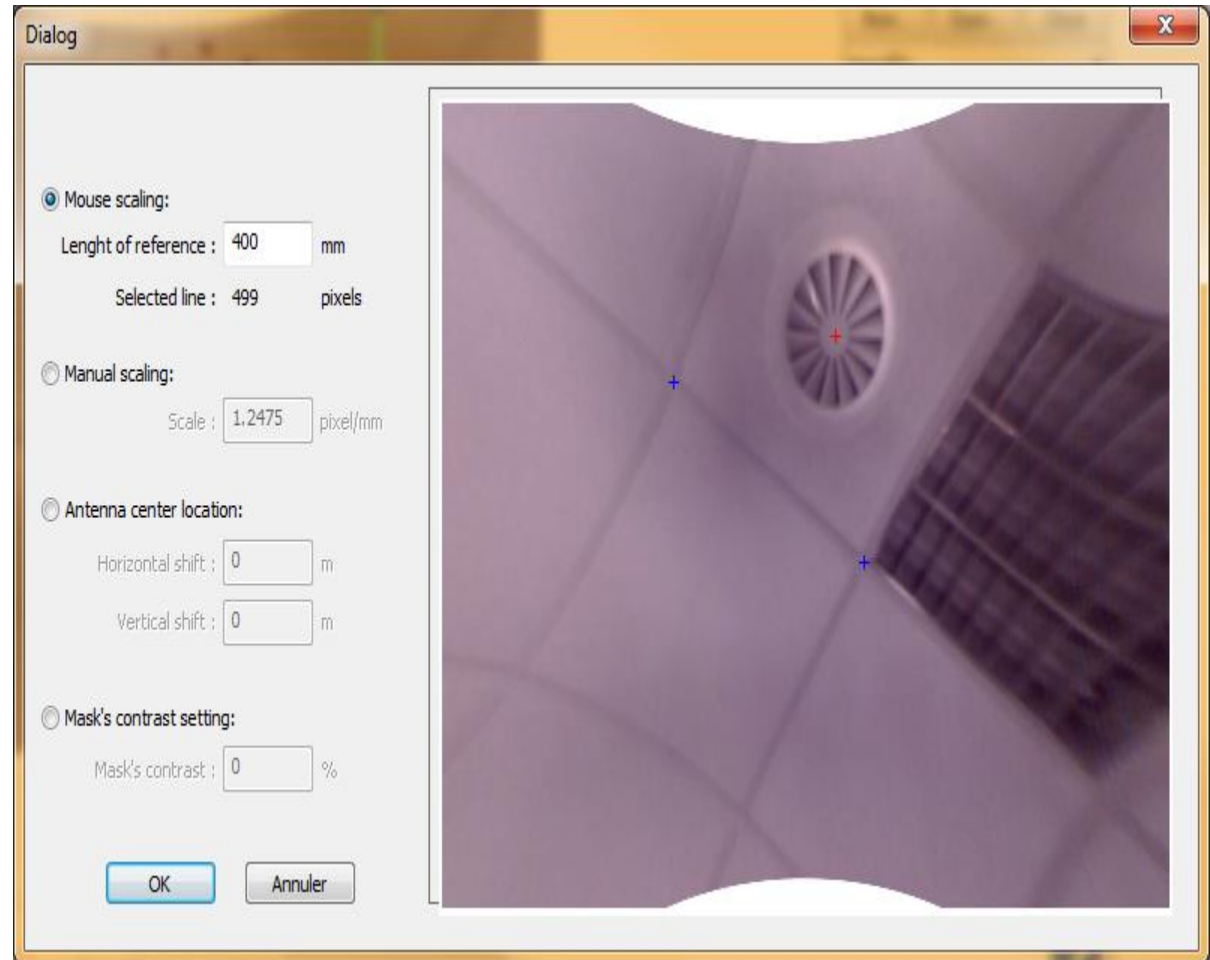 Dialog
X
Mouse scaling:
Lenght of reference : 400 mm
Selected line : 499 pixels
Manual scaling:
Scale : 1.2475 pixel/mm
Antenna center location:
Horizontal shift : 0 m
Vertical shift : 0 m
Mask's contrast setting:
Mask's contrast : 0 %
OK Annuler